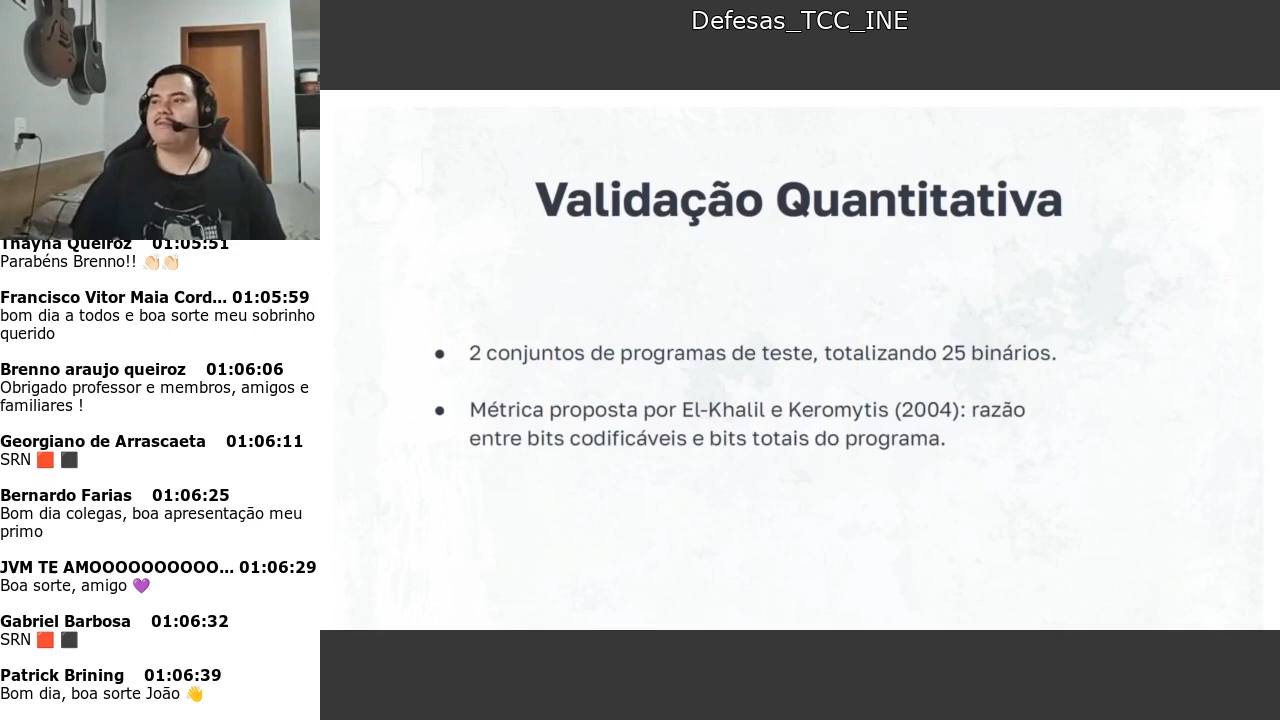 Defesas_TCC_INE
Thayná Queiroz 01:05:51
Parabéns Brenno!! 👏🏻👏🏻
Francisco Vitor Maia Cord... 01:05:59
bom dia a todos e boa sorte meu sobrinho
querido
Brenno araujo queiroz 01:06:06
Obrigado professor e membros, amigos e
familiares !
Georgiano de Arrascaeta 01:06:11
SRN 🟥 ⬛
Bernardo Farias 01:06:25
Bom dia colegas, boa apresentação meu
primo
JVM TE AMOOOOOOOOOO... 01:06:29
Boa sorte, amigo 💜
Gabriel Barbosa 01:06:32
SRN 🟥 ⬛
Patrick Brining 01:06:39
Bom dia, boa sorte João 👋
Validação Quantitativa
● 2 conjuntos de programas de teste, totalizando 25 binários.
● Métrica proposta por El-Khalil e Keromytis (2004): razão
entre bits codificáveis e bits totais do programa.